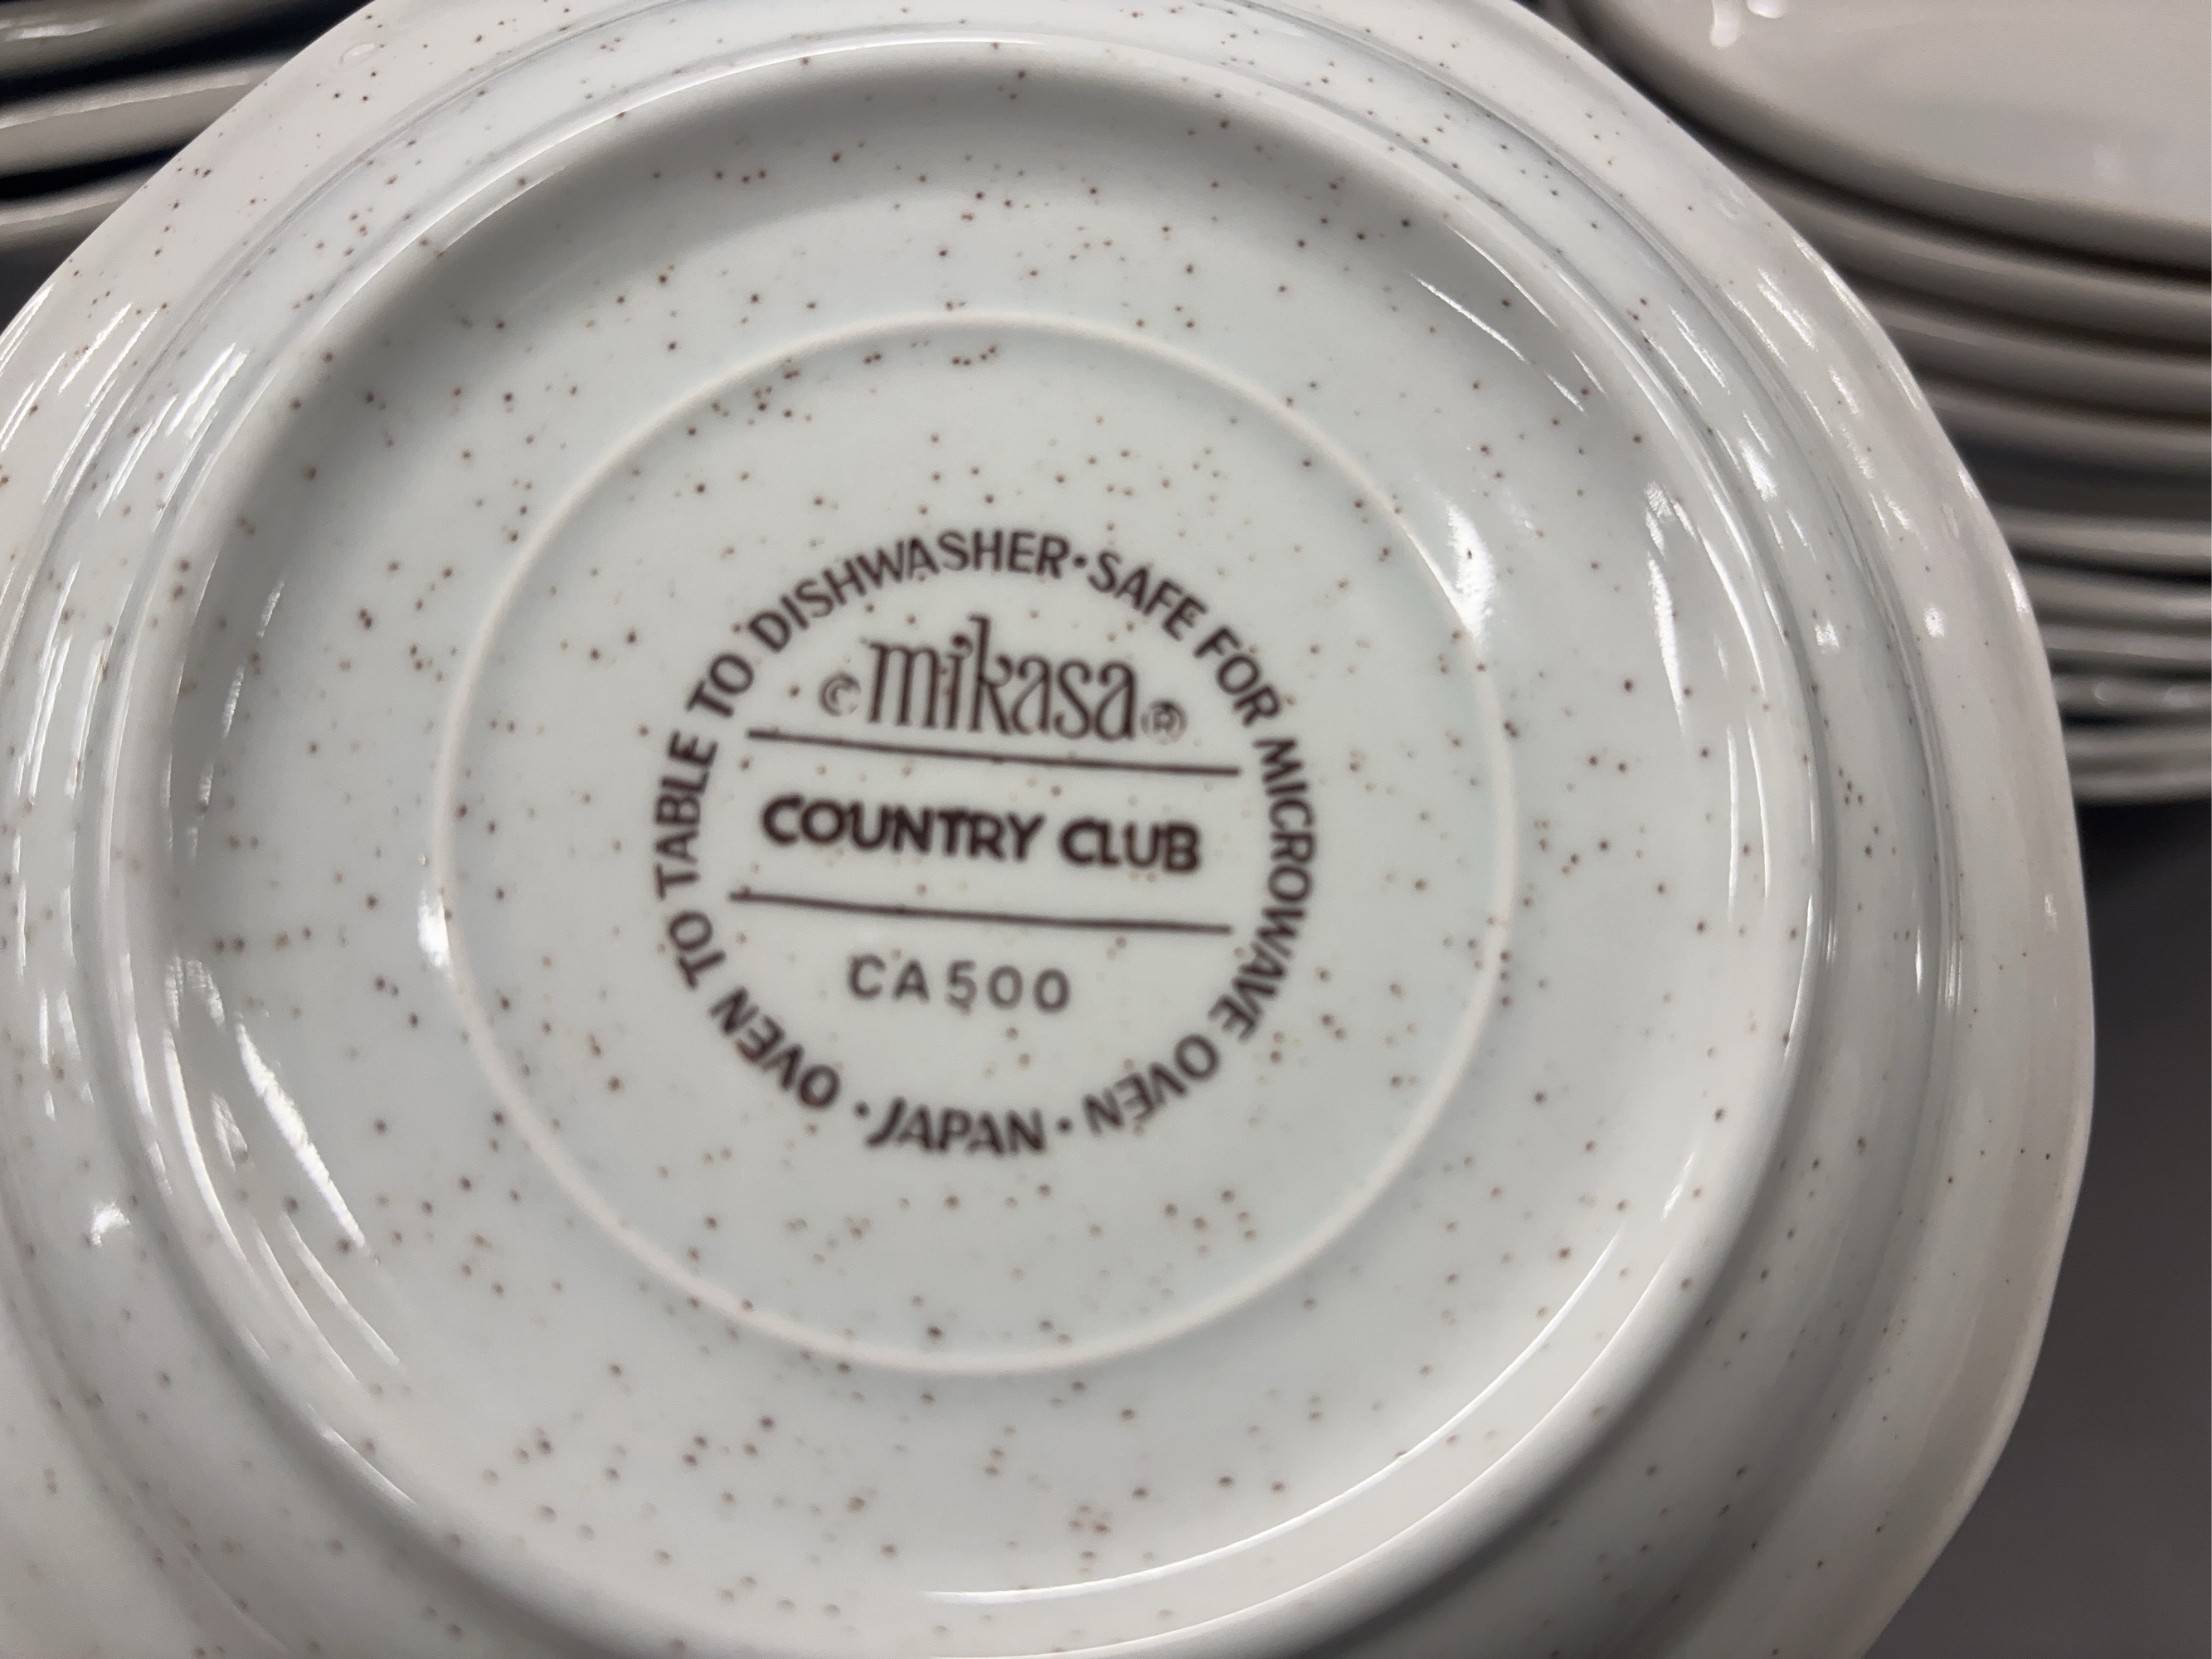 OVEN TO TABLE TO DISHWASHER • SAFE FOR MICROWAVE OVEN • JAPAN •
© mikasa ®
COUNTRY CLUB
CA500